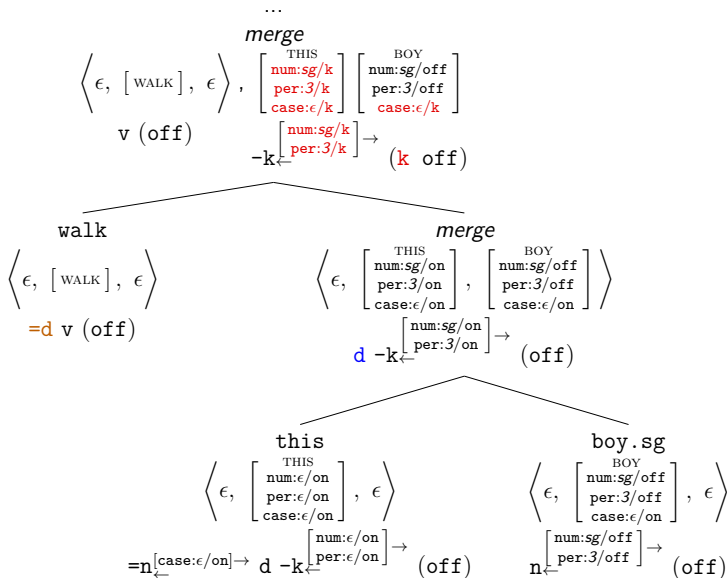 ...
merge
⟨ϵ, [WALK], ϵ⟩, [THIS num:sg/k per:3/k case:ϵ/k] [BOY num:sg/off per:3/off case:ϵ/k]
v (off)
-k←[num:sg/k per:3/k]→ (k off)
walk merge
⟨ϵ, [WALK], ϵ⟩ ⟨ϵ, [THIS num:sg/on per:3/on case:ϵ/on], [BOY num:sg/off per:3/off case:ϵ/on]⟩
=d v (off) d -k←[num:sg/on per:3/on]→ (off)
this boy.sg
⟨ϵ, [THIS num:ϵ/on per:ϵ/on case:ϵ/on], ϵ⟩ ⟨ϵ, [BOY num:sg/off per:3/off case:ϵ/on], ϵ⟩
=n←[case:ϵ/on]→ d -k←[num:ϵ/on per:ϵ/on]→ (off) n←[num:sg/off per:3/off]→ (off)